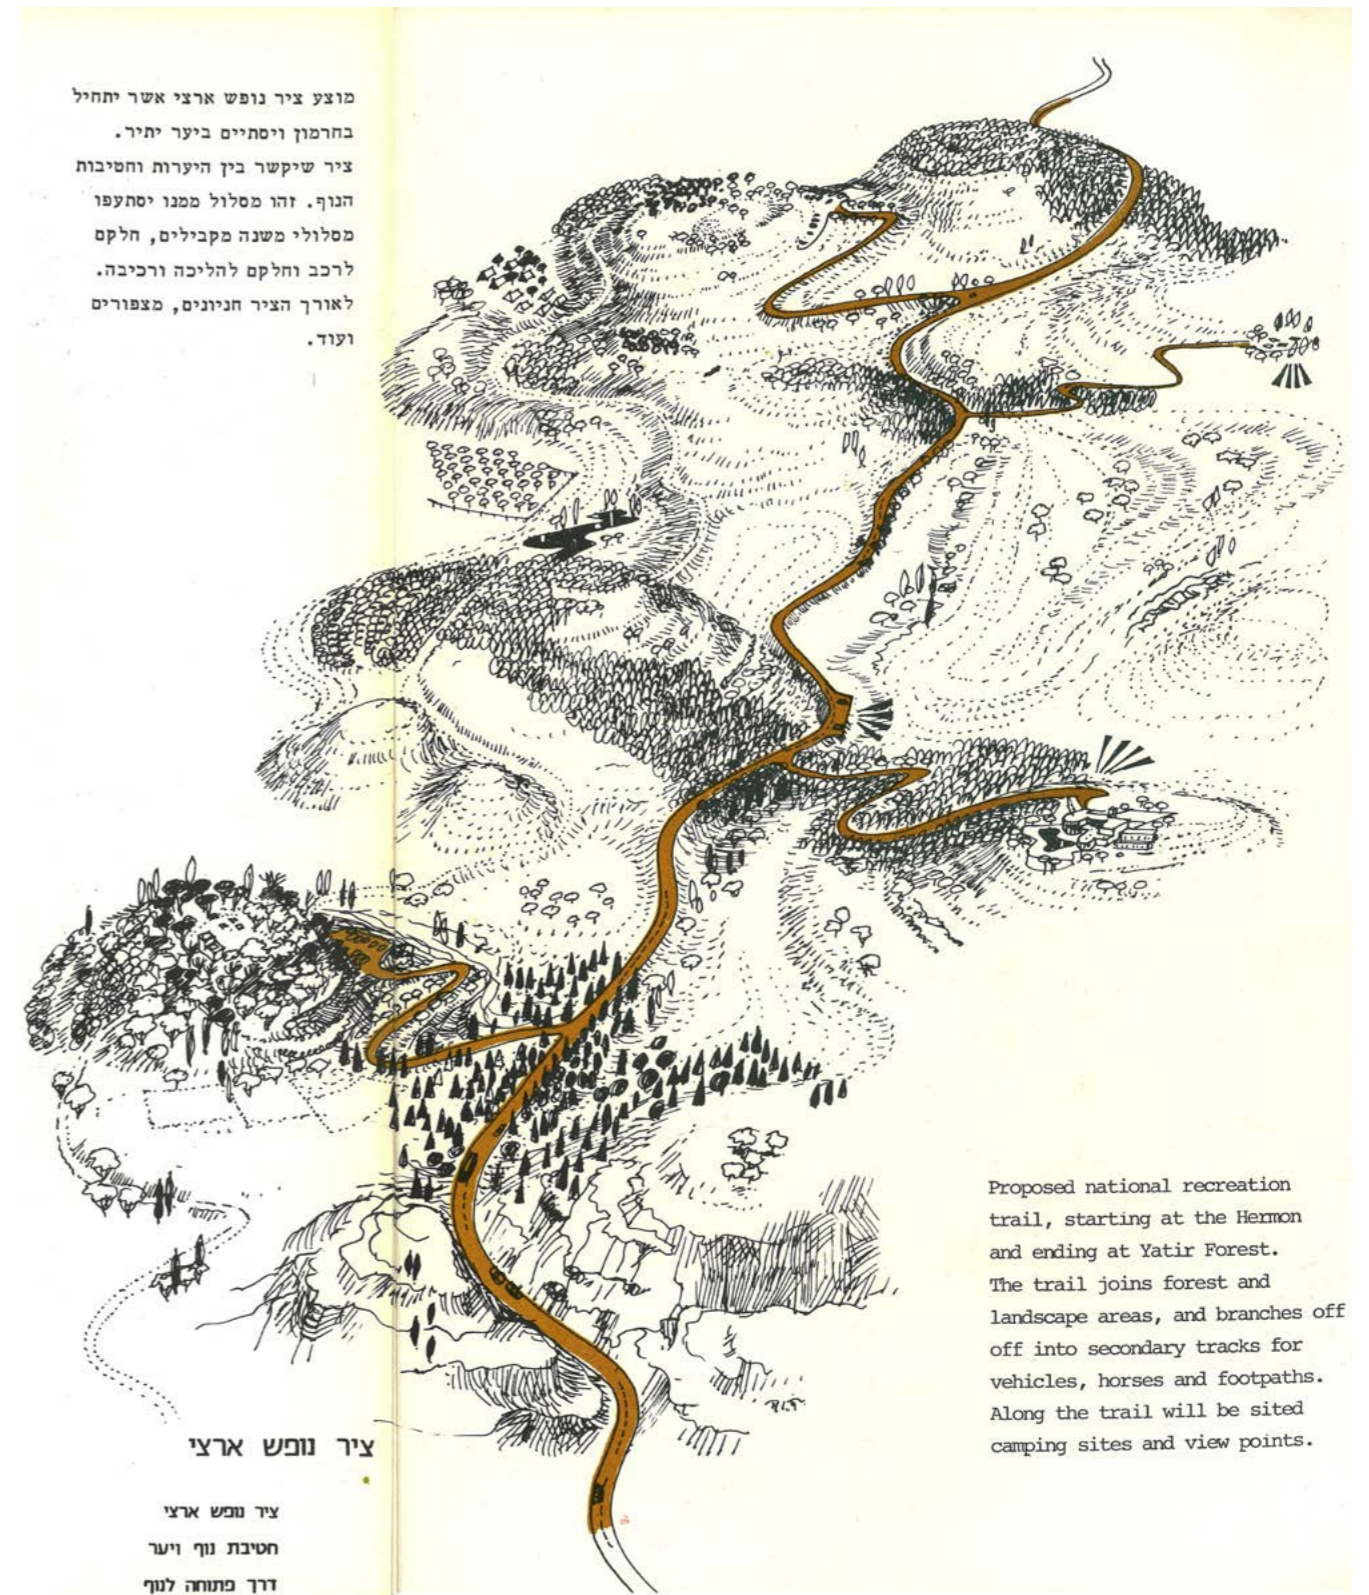 מוצע ציר נופש ארצי אשר יתחיל
בחרמון ויסתיים ביער יתיר.
ציר שיקשר בין היערות וחטיבות
הנוף. זהו מסלול ממנו יסתעפו
מסלולי משנה מקבילים, חלקם
לרכב וחלקם להליכה ורכיבה.
לאורך הציר חניונים, מצפורים
ועוד.
Proposed national recreation
trail, starting at the Hermon
and ending at Yatir Forest.
The trail joins forest and
landscape areas, and branches off
off into secondary tracks for
vehicles, horses and footpaths.
Along the trail will be sited
camping sites and view points.
ציר נופש ארצי
ציר נופש ארצי
חטיבת נוף ויער
דרך פתוחה לנוף